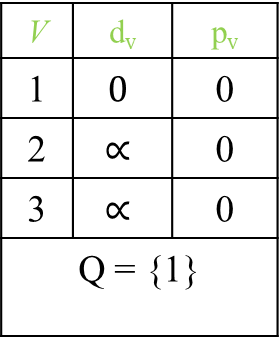 V d_v p_v
1 0 0
2 ∝ 0
3 ∝ 0
Q = {1}